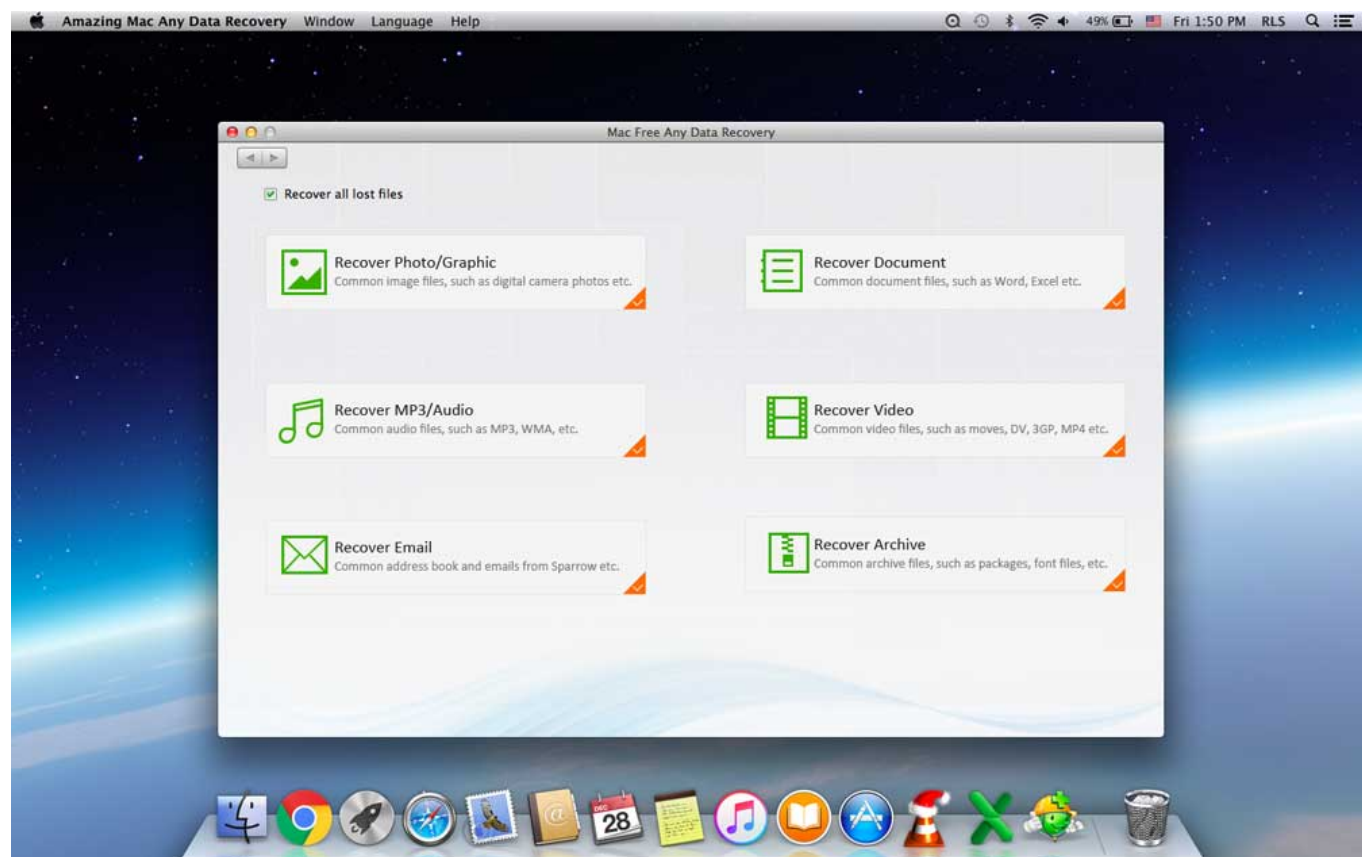 Amazing Mac Any Data Recovery Window Language Help 49% Fri 1:50 PM RLS
Mac Free Any Data Recovery
Recover all lost files
Recover Photo/Graphic
Common image files, such as digital camera photos etc.
Recover Document
Common document files, such as Word, Excel etc.
Recover MP3/Audio
Common audio files, such as MP3, WMA, etc.
Recover Video
Common video files, such as moves, DV, 3GP, MP4 etc.
Recover Email
Common address book and emails from Sparrow etc.
Recover Archive
Common archive files, such as packages, font files, etc.
@
DEC
28